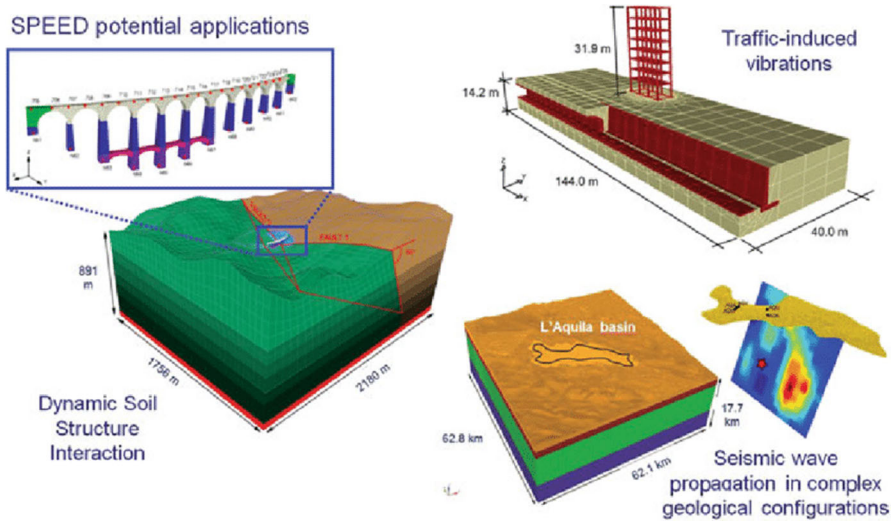 SPEED potential applications
Traffic-induced
vibrations
31.9 m
14.2 m
144.0 m
40.0 m
891
m
1756 m
2180 m
FAULT 1
Dynamic Soil
Structure
Interaction
L'Aquila basin
62.8 km
62.1 km
17.7
km
Seismic wave
propagation in complex
geological configurations